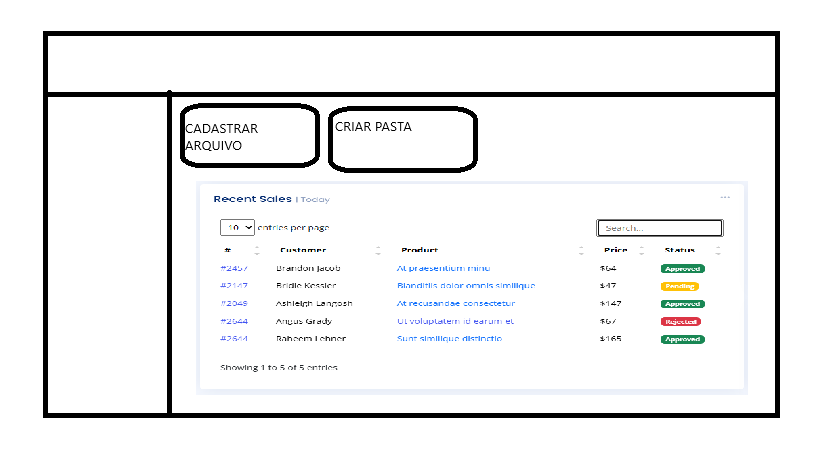 CADASTRAR
ARQUIVO
CRIAR PASTA
Recent Sales | Today
10 entries per page
Search...
# Customer Product Price Status
#2457 Brandon Jacob At praesentium minu $64 Approved
#2147 Bridie Kessler Blanditiis dolor omnis similique $47 Pending
#2049 Ashleigh Langosh At recusandae consectetur $147 Approved
#2644 Angus Grady Ut voluptatem id earum et $67 Rejected
#2644 Raheem Lehner Sunt similique distinctio $165 Approved
Showing 1 to 5 of 5 entries